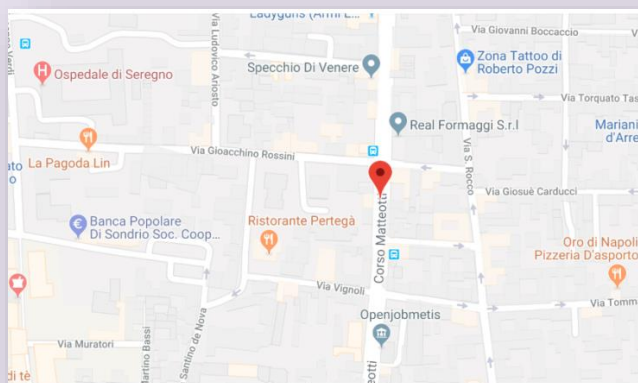 Ladyguns (Armi E...
Via Giovanni Boccaccio
V
Via Ludovico Ariosto
Specchio Di Venere
Zona Tattoo di
Roberto Pozzi
H
Ospedale di Seregno
Via Torquato Tas
Real Formaggi S.r.l
Mariani
d'Arre
La Pagoda Lin
Via Gioacchino Rossini
Via S. Rocco
Via Giosuè Carducci
Banca Popolare
Di Sondrio Soc. Coop...
Ristorante Pertegà
Corso Matteotti
Oro di Napoli
Pizzeria D'asporto
Via Vignoli
Via Tomm
Openjobmetis
Via Muratori
Martino Bassi
Santino de Nova
eotti
di tè